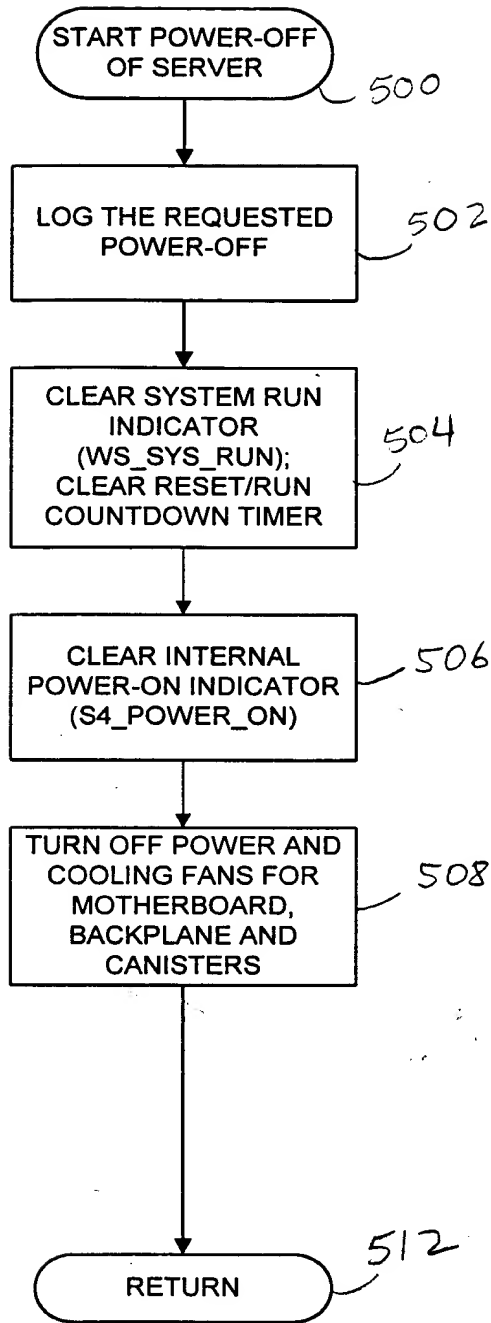 START POWER-OFF
OF SERVER
500
LOG THE REQUESTED
POWER-OFF
502
CLEAR SYSTEM RUN
INDICATOR
(WS_SYS_RUN);
CLEAR RESET/RUN
COUNTDOWN TIMER
504
CLEAR INTERNAL
POWER-ON INDICATOR
(S4_POWER_ON)
506
TURN OFF POWER AND
COOLING FANS FOR
MOTHERBOARD,
BACKPLANE AND
CANISTERS
508
RETURN
512